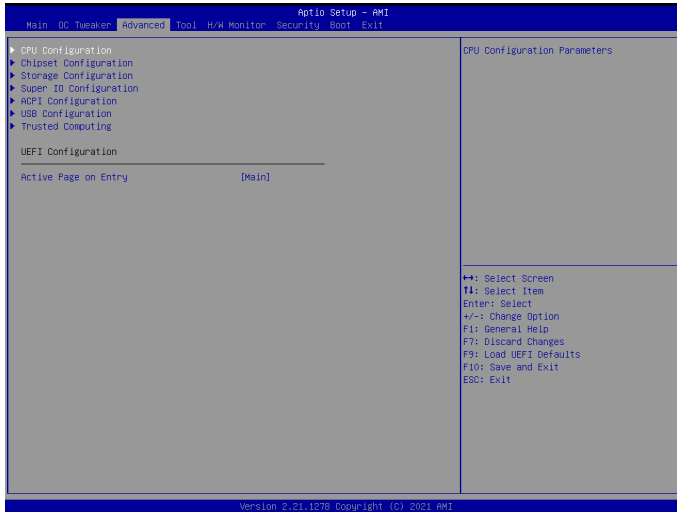 Aptio Setup - AMI
Main OC Tweaker Advanced Tool H/W Monitor Security Boot Exit
CPU Configuration
Chipset Configuration
Storage Configuration
Super IO Configuration
ACPI Configuration
USB Configuration
Trusted Computing
UEFI Configuration
Active Page on Entry [Main]
CPU Configuration Parameters
←→: Select Screen
↑↓: Select Item
Enter: Select
+/-: Change Option
F1: General Help
F7: Discard Changes
F9: Load UEFI Defaults
F10: Save and Exit
ESC: Exit
Version 2.21.1278 Copyright (C) 2021 AMI